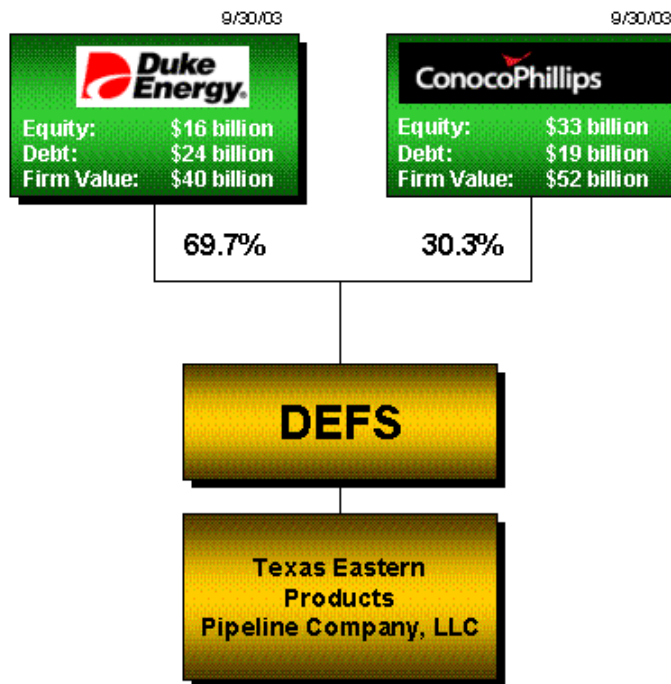 9/30/03
Duke
Energy®
Equity: $16 billion
Debt: $24 billion
Firm Value: $40 billion
9/30/03
ConocoPhillips
Equity: $33 billion
Debt: $19 billion
Firm Value: $52 billion
69.7%
30.3%
DEFS
Texas Eastern
Products
Pipeline Company, LLC